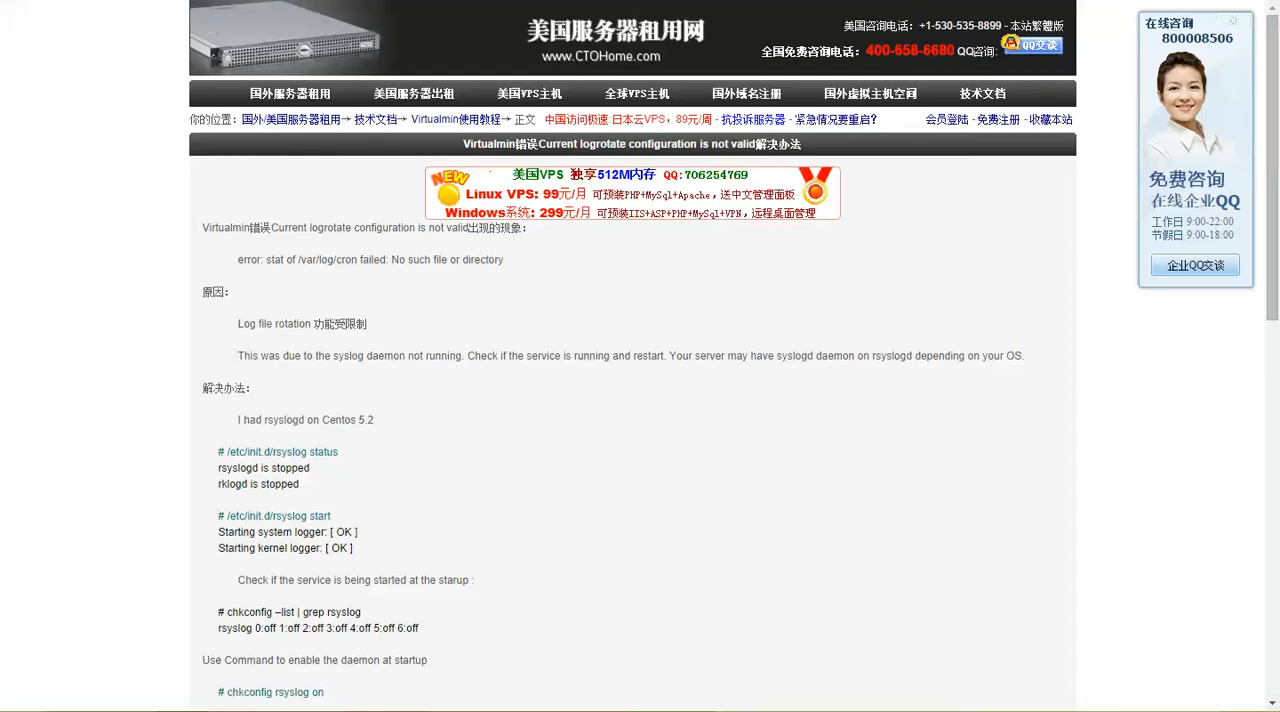 美国服务器租用网
www.CTOHome.com
美国咨询电话：+1-530-535-8899 - 本站繁體版
全国免费咨询电话：400-658-6680 QQ咨询: QQ交谈
在线咨询
800008506
国外服务器租用 美国服务器出租 美国VPS主机 全球VPS主机 国外域名注册 国外虚拟主机空间 技术文档
你的位置：国外/美国服务器租用→ 技术文档→ Virtualmin使用教程→ 正文 中国访问极速:日本云VPS，89元/周 - 抗投诉服务器 - 紧急情况要重启? 会员登陆 - 免费注册 - 收藏本站
Virtualmin错误Current logrotate configuration is not valid解决办法
NEW 美国VPS 独享512M内存 QQ:706254769
Linux VPS: 99元/月 可预装PHP+MySql+Apache，送中文管理面板
Windows系统: 299元/月 可预装IIS+ASP+PHP+MySql+VPN，远程桌面管理
免费咨询
在线企业QQ
工作日 9:00-22:00
节假日 9:00-18:00
企业QQ交谈
Virtualmin错误Current logrotate configuration is not valid出现的现象：
error: stat of /var/log/cron failed: No such file or directory
原因：
Log file rotation 功能受限制
This was due to the syslog daemon not running. Check if the service is running and restart. Your server may have syslogd daemon on rsyslogd depending on your OS.
解决办法：
I had rsyslogd on Centos 5.2
# /etc/init.d/rsyslog status
rsyslogd is stopped
rklogd is stopped
# /etc/init.d/rsyslog start
Starting system logger: [ OK ]
Starting kernel logger: [ OK ]
Check if the service is being started at the starup :
# chkconfig –list | grep rsyslog
rsyslog 0:off 1:off 2:off 3:off 4:off 5:off 6:off
Use Command to enable the daemon at startup
# chkconfig rsyslog on